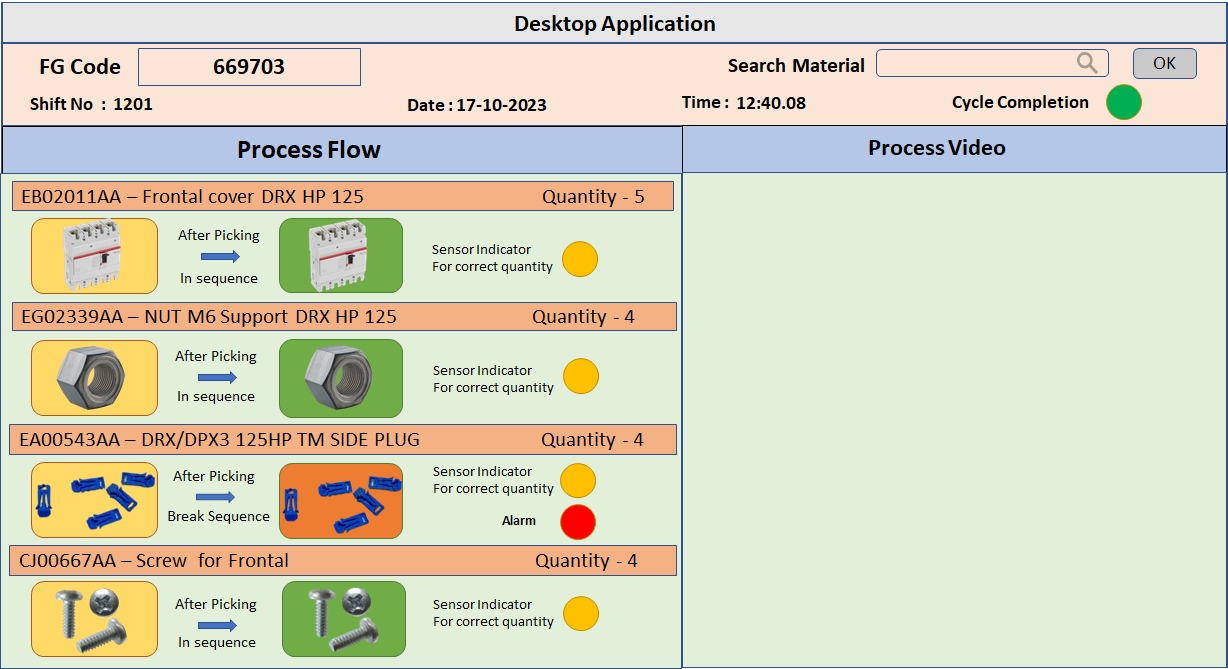 Desktop Application
FG Code 669703 Search Material OK
Shift No : 1201 Date : 17-10-2023 Time : 12:40.08 Cycle Completion
Process Flow Process Video
EB02011AA – Frontal cover DRX HP 125 Quantity - 5
After Picking
In sequence
Sensor Indicator
For correct quantity
EG02339AA – NUT M6 Support DRX HP 125 Quantity - 4
After Picking
In sequence
Sensor Indicator
For correct quantity
EA00543AA – DRX/DPX3 125HP TM SIDE PLUG Quantity - 4
After Picking
Break Sequence
Sensor Indicator
For correct quantity
Alarm
CJ00667AA – Screw for Frontal Quantity - 4
After Picking
In sequence
Sensor Indicator
For correct quantity